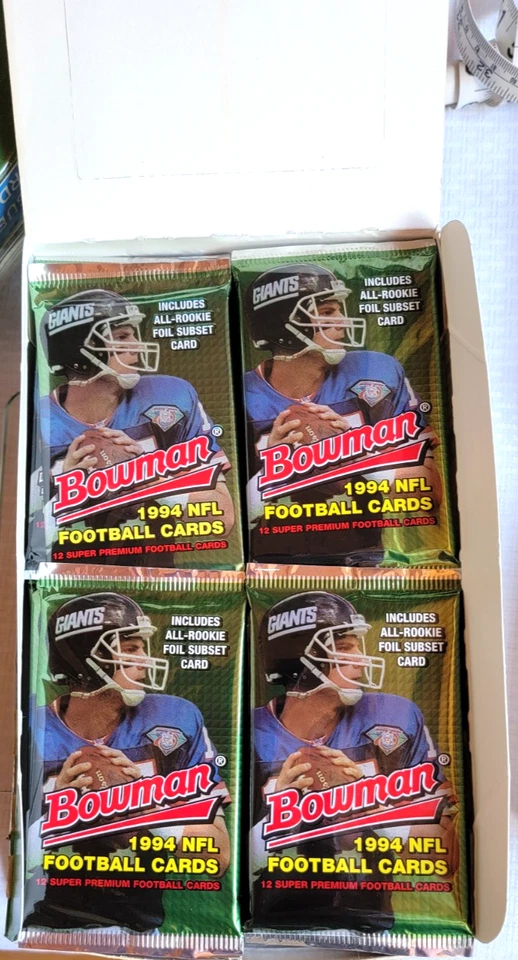 GIANTS
INCLUDES
ALL-ROOKIE
FOIL SUBSET
CARD
Bowman®
1994 NFL
FOOTBALL CARDS
12 SUPER PREMIUM FOOTBALL CARDS
GIANTS
INCLUDES
ALL-ROOKIE
FOIL SUBSET
CARD
Bowman®
1994 NFL
FOOTBALL CARDS
12 SUPER PREMIUM FOOTBALL CARDS
GIANTS
INCLUDES
ALL-ROOKIE
FOIL SUBSET
CARD
Bowman®
1994 NFL
FOOTBALL CARDS
12 SUPER PREMIUM FOOTBALL CARDS
GIANTS
INCLUDES
ALL-ROOKIE
FOIL SUBSET
CARD
Bowman®
1994 NFL
FOOTBALL CARDS
12 SUPER PREMIUM FOOTBALL CARDS